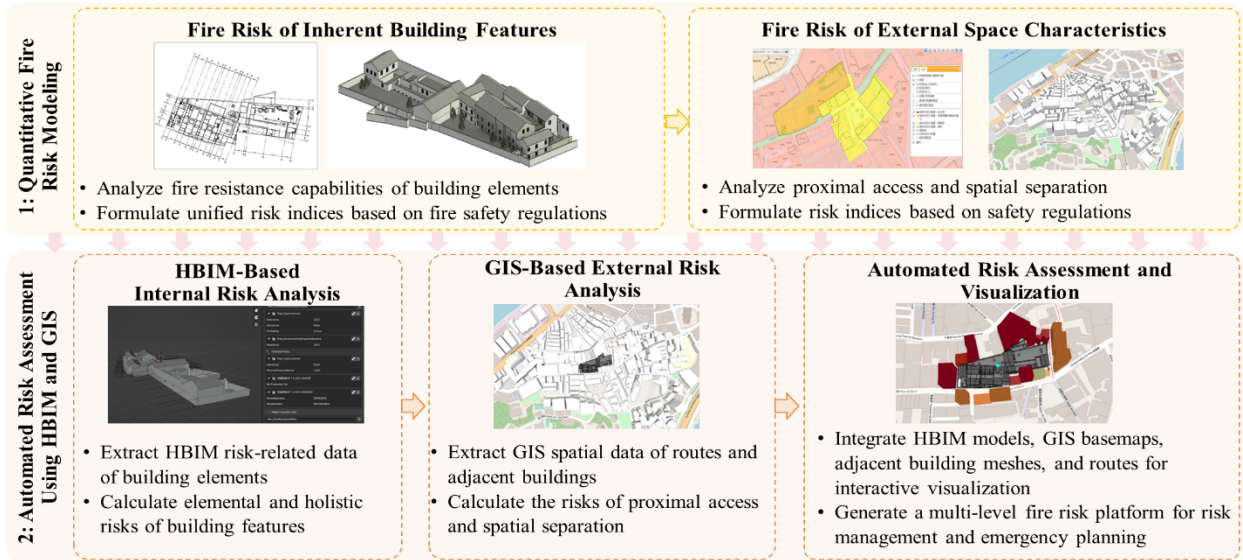 1: Quantitative Fire
Risk Modeling
Fire Risk of Inherent Building Features
• Analyze fire resistance capabilities of building elements
• Formulate unified risk indices based on fire safety regulations
Fire Risk of External Space Characteristics
• Analyze proximal access and spatial separation
• Formulate risk indices based on safety regulations
2: Automated Risk Assessment
Using HBIM and GIS
HBIM-Based
Internal Risk Analysis
• Extract HBIM risk-related data
of building elements
• Calculate elemental and holistic
risks of building features
GIS-Based External Risk
Analysis
• Extract GIS spatial data of routes and
adjacent buildings
• Calculate the risks of proximal access
and spatial separation
Automated Risk Assessment and
Visualization
• Integrate HBIM models, GIS basemaps,
adjacent building meshes, and routes for
interactive visualization
• Generate a multi-level fire risk platform for risk
management and emergency planning